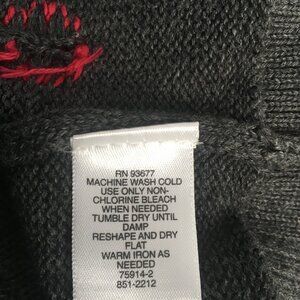 RN 93677
MACHINE WASH COLD
USE ONLY NON-
CHLORINE BLEACH
WHEN NEEDED
TUMBLE DRY UNTIL
DAMP
RESHAPE AND DRY
FLAT
WARM IRON AS
NEEDED
75914-2
851-2212